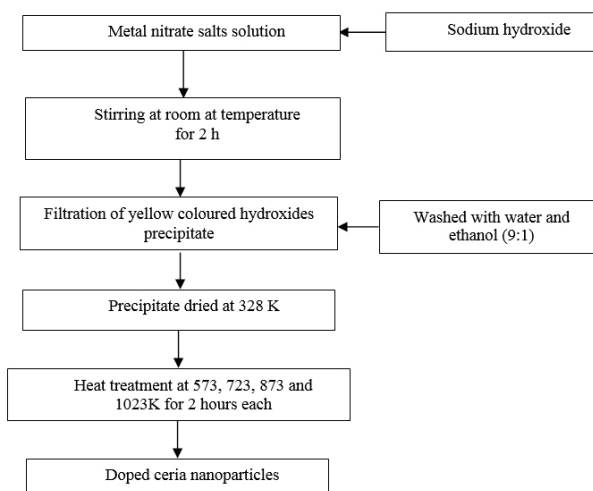 Metal nitrate salts solution
Sodium hydroxide
Stirring at room at temperature
for 2 h
Filtration of yellow coloured hydroxides
precipitate
Washed with water and
ethanol (9:1)
Precipitate dried at 328 K
Heat treatment at 573, 723, 873 and
1023K for 2 hours each
Doped ceria nanoparticles